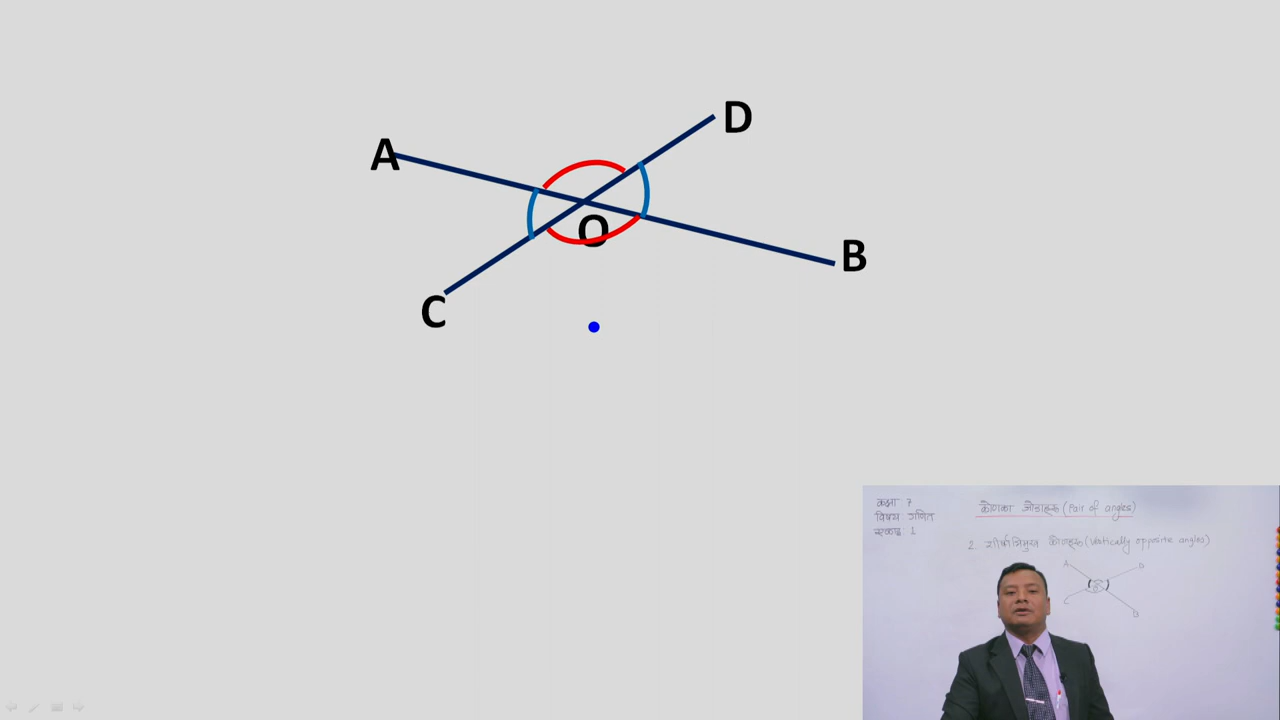 D
A
O
B
C
कक्षा: 7
विषय: गणित
एकाइ: 1
कोणका जोडाहरू (Pair of angles)
2. शीर्षाभिमुख कोणहरू (Vertically opposite angles)
A
D
C
B